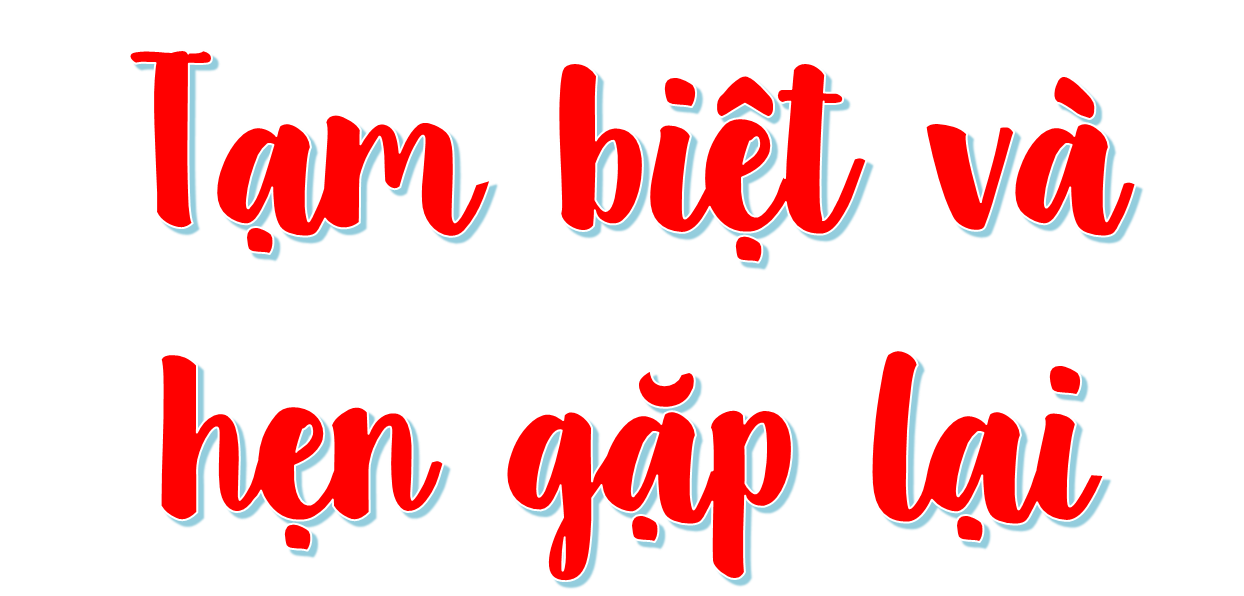 Tạm biệt và
hẹn gặp lại